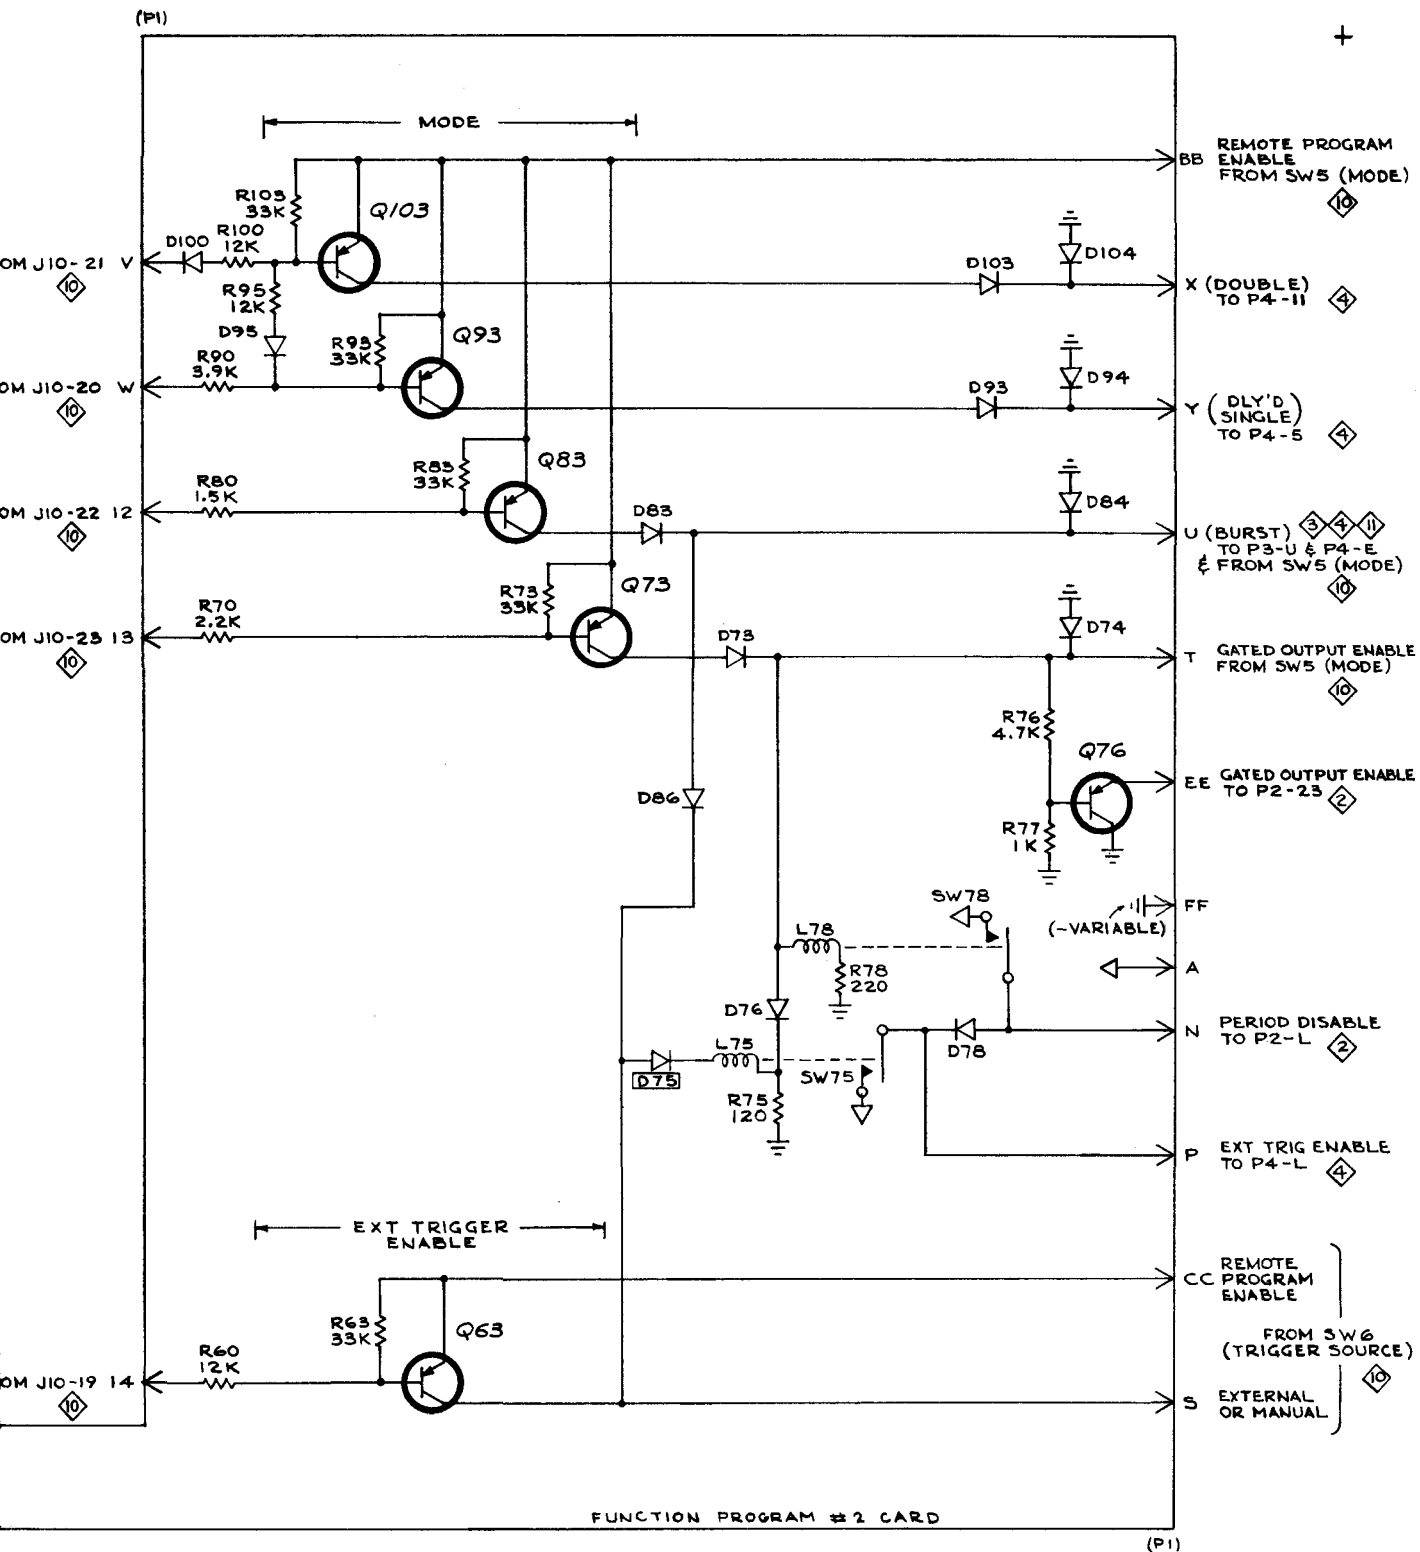 (P1)
+
MODE
BB REMOTE PROGRAM
ENABLE
FROM SW5 (MODE)
10
R103
33K
Q103
D100
R100
12K
OM J10-21 V
10
R95
12K
D95
D103
D104
X (DOUBLE)
TO P4-11
4
R93
33K
Q93
R90
3.9K
OM J10-20 W
10
D93
D94
Y (DLY'D
SINGLE)
TO P4-5
4
R83
33K
Q83
R80
1.5K
OM J10-22 12
10
D83
D84
U (BURST)
3 4 11
TO P3-U & P4-E
& FROM SW5 (MODE)
10
R73
33K
Q73
R70
2.2K
OM J10-23 13
10
D73
D74
T GATED OUTPUT ENABLE
FROM SW5 (MODE)
10
R76
4.7K
Q76
EE GATED OUTPUT ENABLE
TO P2-23
2
D86
R77
1K
SW78
(~VARIABLE)
FF
L78
R78
220
A
D76
D78
N PERIOD DISABLE
TO P2-L
2
L75
D75
SW75
R75
120
P EXT TRIG ENABLE
TO P4-L
4
EXT TRIGGER
ENABLE
CC REMOTE
PROGRAM
ENABLE
R63
33K
Q63
FROM SW6
(TRIGGER SOURCE)
10
R60
12K
OM J10-19 14
10
S EXTERNAL
OR MANUAL
FUNCTION PROGRAM #2 CARD
(P1)